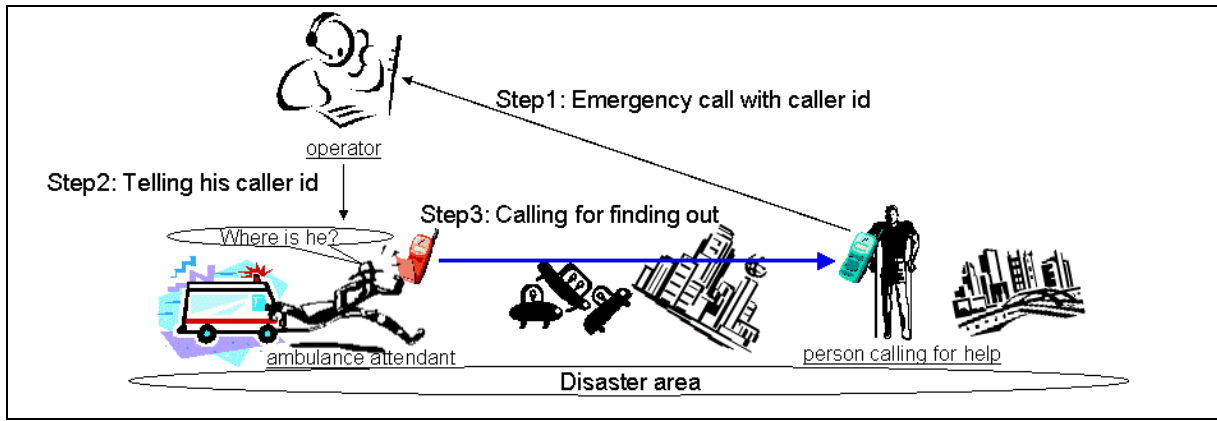 Step1: Emergency call with caller id
operator
Step2: Telling his caller id
Step3: Calling for finding out
Where is he?
ambulance attendant
person calling for help
Disaster area